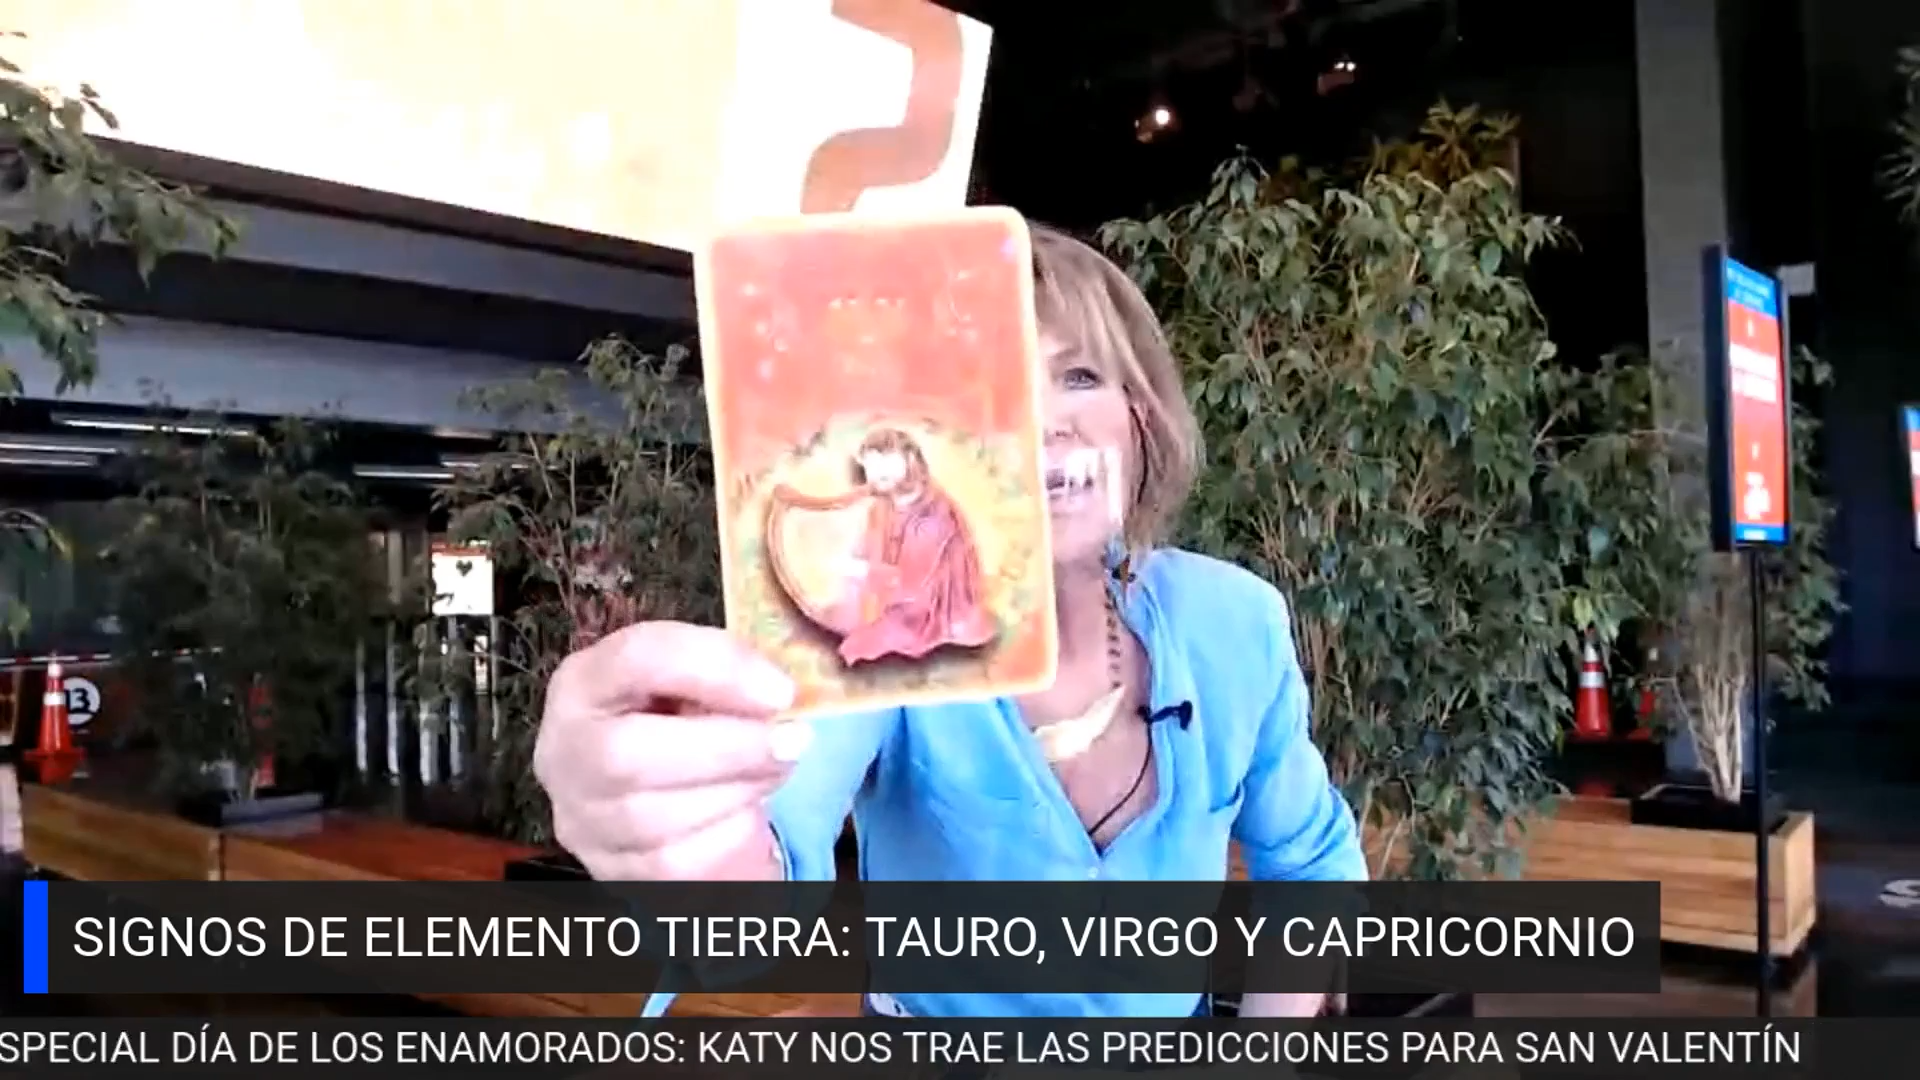 13
SIGNOS DE ELEMENTO TIERRA: TAURO, VIRGO Y CAPRICORNIO
SPECIAL DÍA DE LOS ENAMORADOS: KATY NOS TRAE LAS PREDICCIONES PARA SAN VALENTÍN